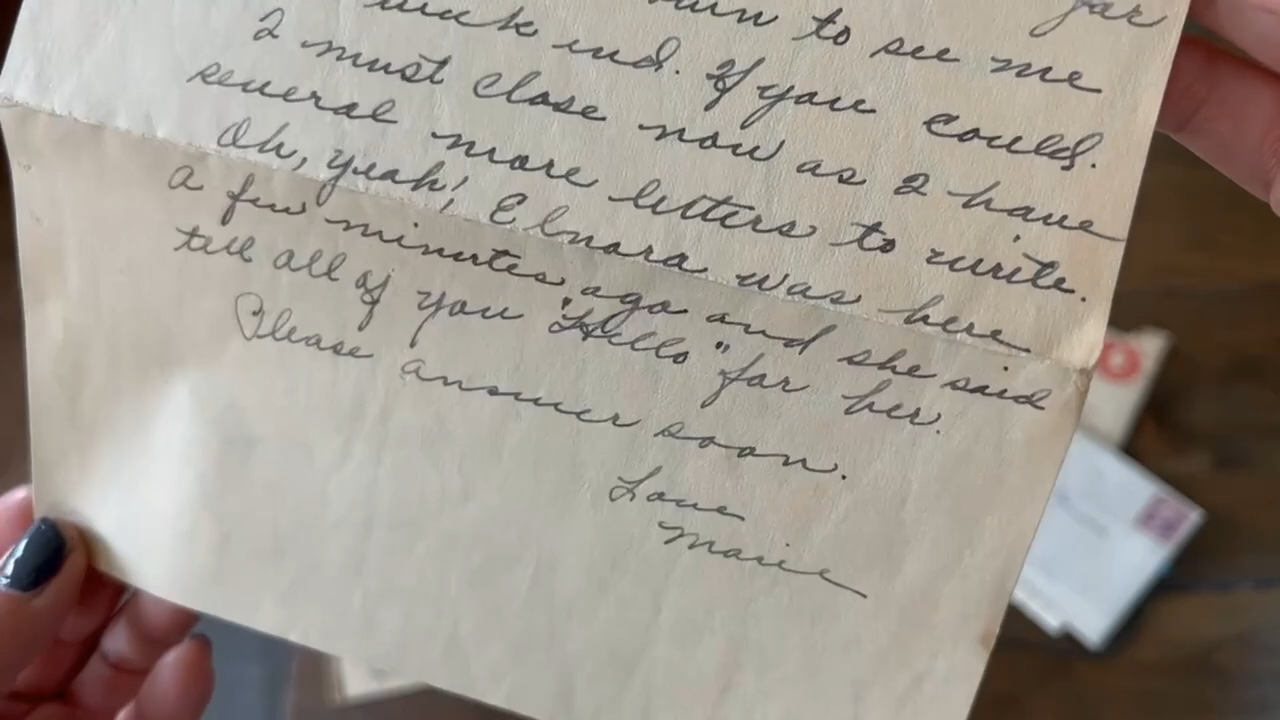 for
to see me
week end. If you could.
I must close now as I have
several more letters to write.
Oh, yeah! Elnora was here
a few minutes ago and she said
tell all of you "Hello" for her.
Please answer soon.
Love
Marie